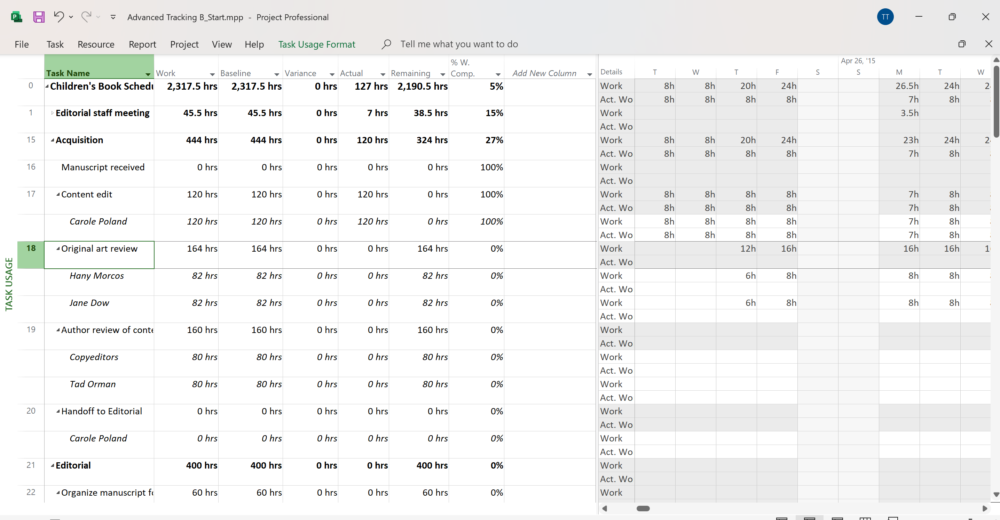 Advanced Tracking B_Start.mpp - Project Professional
TT
File Task Resource Report Project View Help Task Usage Format Tell me what you want to do
Task Name Work Baseline Variance Actual Remaining % W. Comp. Add New Column Details Apr 26, '15
T W T F S S M T W
0 Children's Book Schedu 2,317.5 hrs 2,317.5 hrs 0 hrs 127 hrs 2,190.5 hrs 5% Work 8h 8h 20h 24h 26.5h 24h
Act. Wo 8h 8h 8h 8h 7h 8h
1 Editorial staff meeting 45.5 hrs 45.5 hrs 0 hrs 7 hrs 38.5 hrs 15% Work 3.5h
Act. Wo
15 Acquisition 444 hrs 444 hrs 0 hrs 120 hrs 324 hrs 27% Work 8h 8h 20h 24h 23h 24h
Act. Wo 8h 8h 8h 8h 7h 8h
16 Manuscript received 0 hrs 0 hrs 0 hrs 0 hrs 0 hrs 100% Work
Act. Wo
17 Content edit 120 hrs 120 hrs 0 hrs 120 hrs 0 hrs 100% Work 8h 8h 8h 8h 7h 8h
Act. Wo 8h 8h 8h 8h 7h 8h
Carole Poland 120 hrs 120 hrs 0 hrs 120 hrs 0 hrs 100% Work 8h 8h 8h 8h 7h 8h
Act. Wo 8h 8h 8h 8h 7h 8h
18 Original art review 164 hrs 164 hrs 0 hrs 0 hrs 164 hrs 0% Work 12h 16h 16h 16h
Act. Wo
Hany Morcos 82 hrs 82 hrs 0 hrs 0 hrs 82 hrs 0% Work 6h 8h 8h 8h
Act. Wo
Jane Dow 82 hrs 82 hrs 0 hrs 0 hrs 82 hrs 0% Work 6h 8h 8h 8h
Act. Wo
19 Author review of conte 160 hrs 160 hrs 0 hrs 0 hrs 160 hrs 0% Work
Act. Wo
Copyeditors 80 hrs 80 hrs 0 hrs 0 hrs 80 hrs 0% Work
Act. Wo
Tad Orman 80 hrs 80 hrs 0 hrs 0 hrs 80 hrs 0% Work
Act. Wo
20 Handoff to Editorial 0 hrs 0 hrs 0 hrs 0 hrs 0 hrs 0% Work
Act. Wo
Carole Poland 0 hrs 0 hrs 0 hrs 0 hrs 0 hrs 0% Work
Act. Wo
21 Editorial 400 hrs 400 hrs 0 hrs 0 hrs 400 hrs 0% Work
Act. Wo
22 Organize manuscript fo 60 hrs 60 hrs 0 hrs 0 hrs 60 hrs 0% Work
TASK USAGE